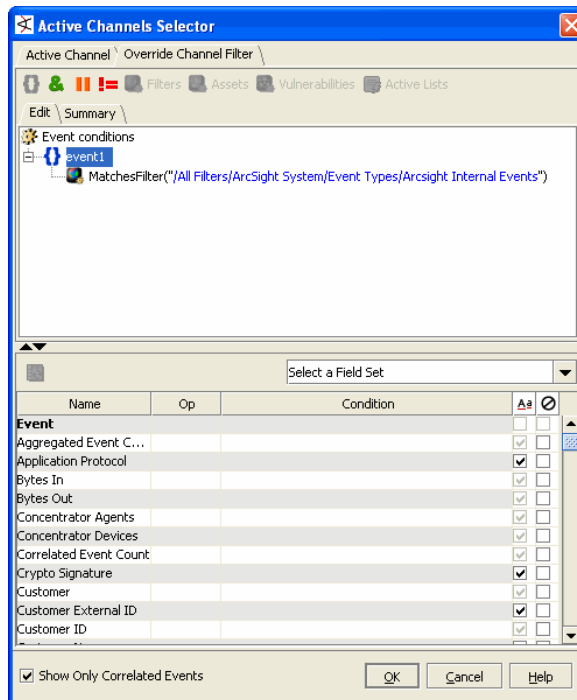 Active Channels Selector
Active Channel Override Channel Filter
Filters Assets Vulnerabilities Active Lists
Edit Summary
Event conditions
event1
MatchesFilter("/All Filters/ArcSight System/Event Types/Arcsight Internal Events")
Select a Field Set
Name Op Condition Aa
Event
Aggregated Event C...
Application Protocol
Bytes In
Bytes Out
Concentrator Agents
Concentrator Devices
Correlated Event Count
Crypto Signature
Customer
Customer External ID
Customer ID
Show Only Correlated Events OK Cancel Help